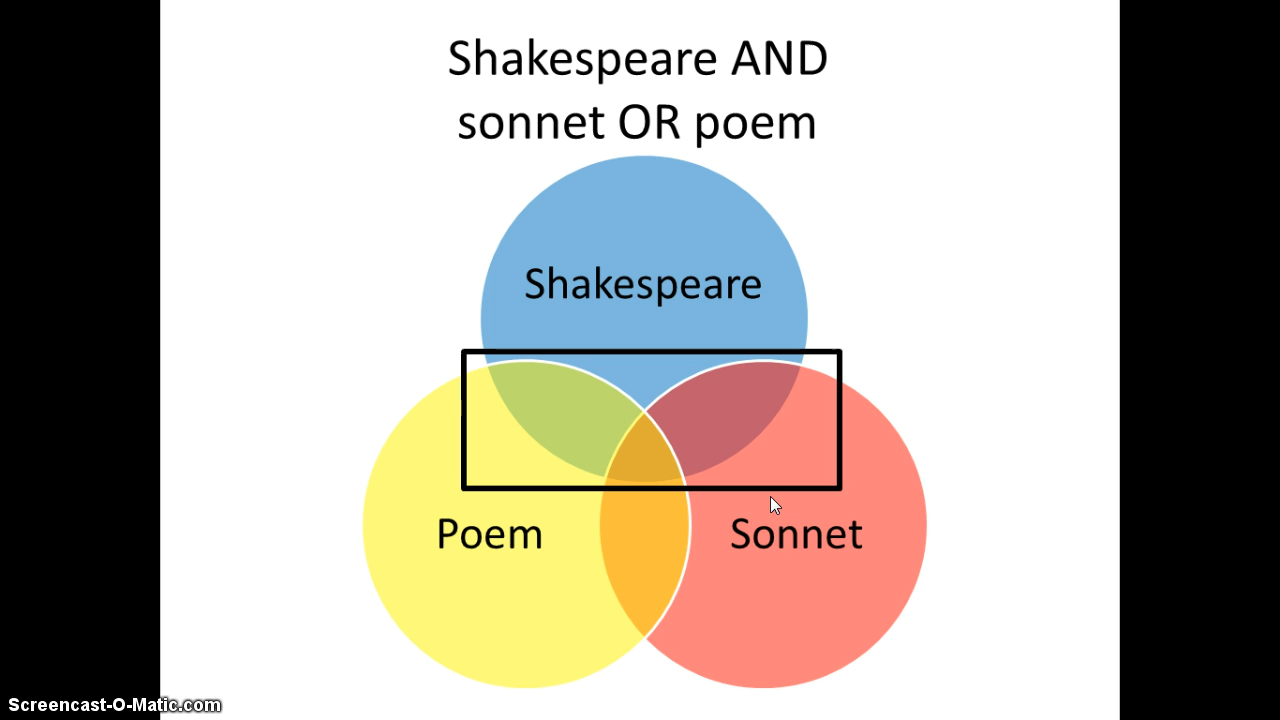 Shakespeare AND
sonnet OR poem
Shakespeare
Poem
Sonnet
Screencast-O-Matic.com